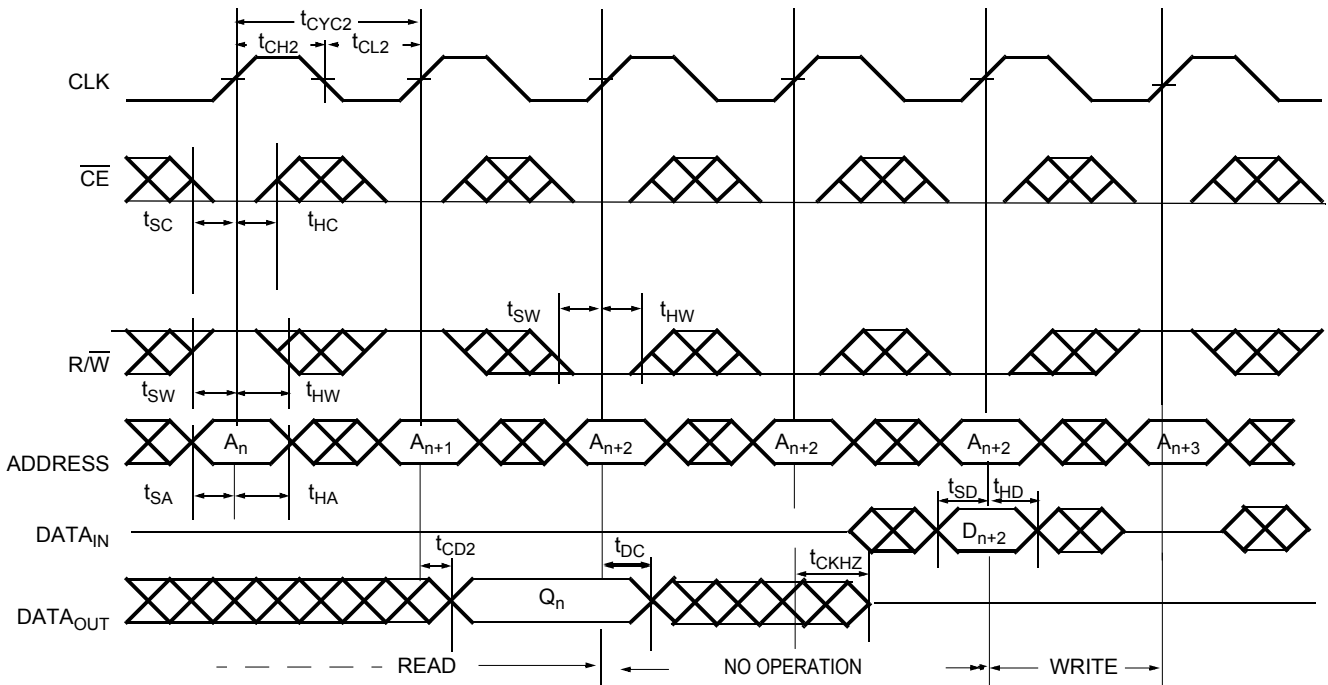 tCYC2
tCH2 tCL2
CLK
CE
tSC tHC
tSW tHW
R/W
tSW tHW
An An+1 An+2 An+2 An+2 An+3
ADDRESS
tSA tHA tSD tHD
DATAIN Dn+2
tCD2 tDC tCKHZ
Qn
DATAOUT
READ NO OPERATION WRITE